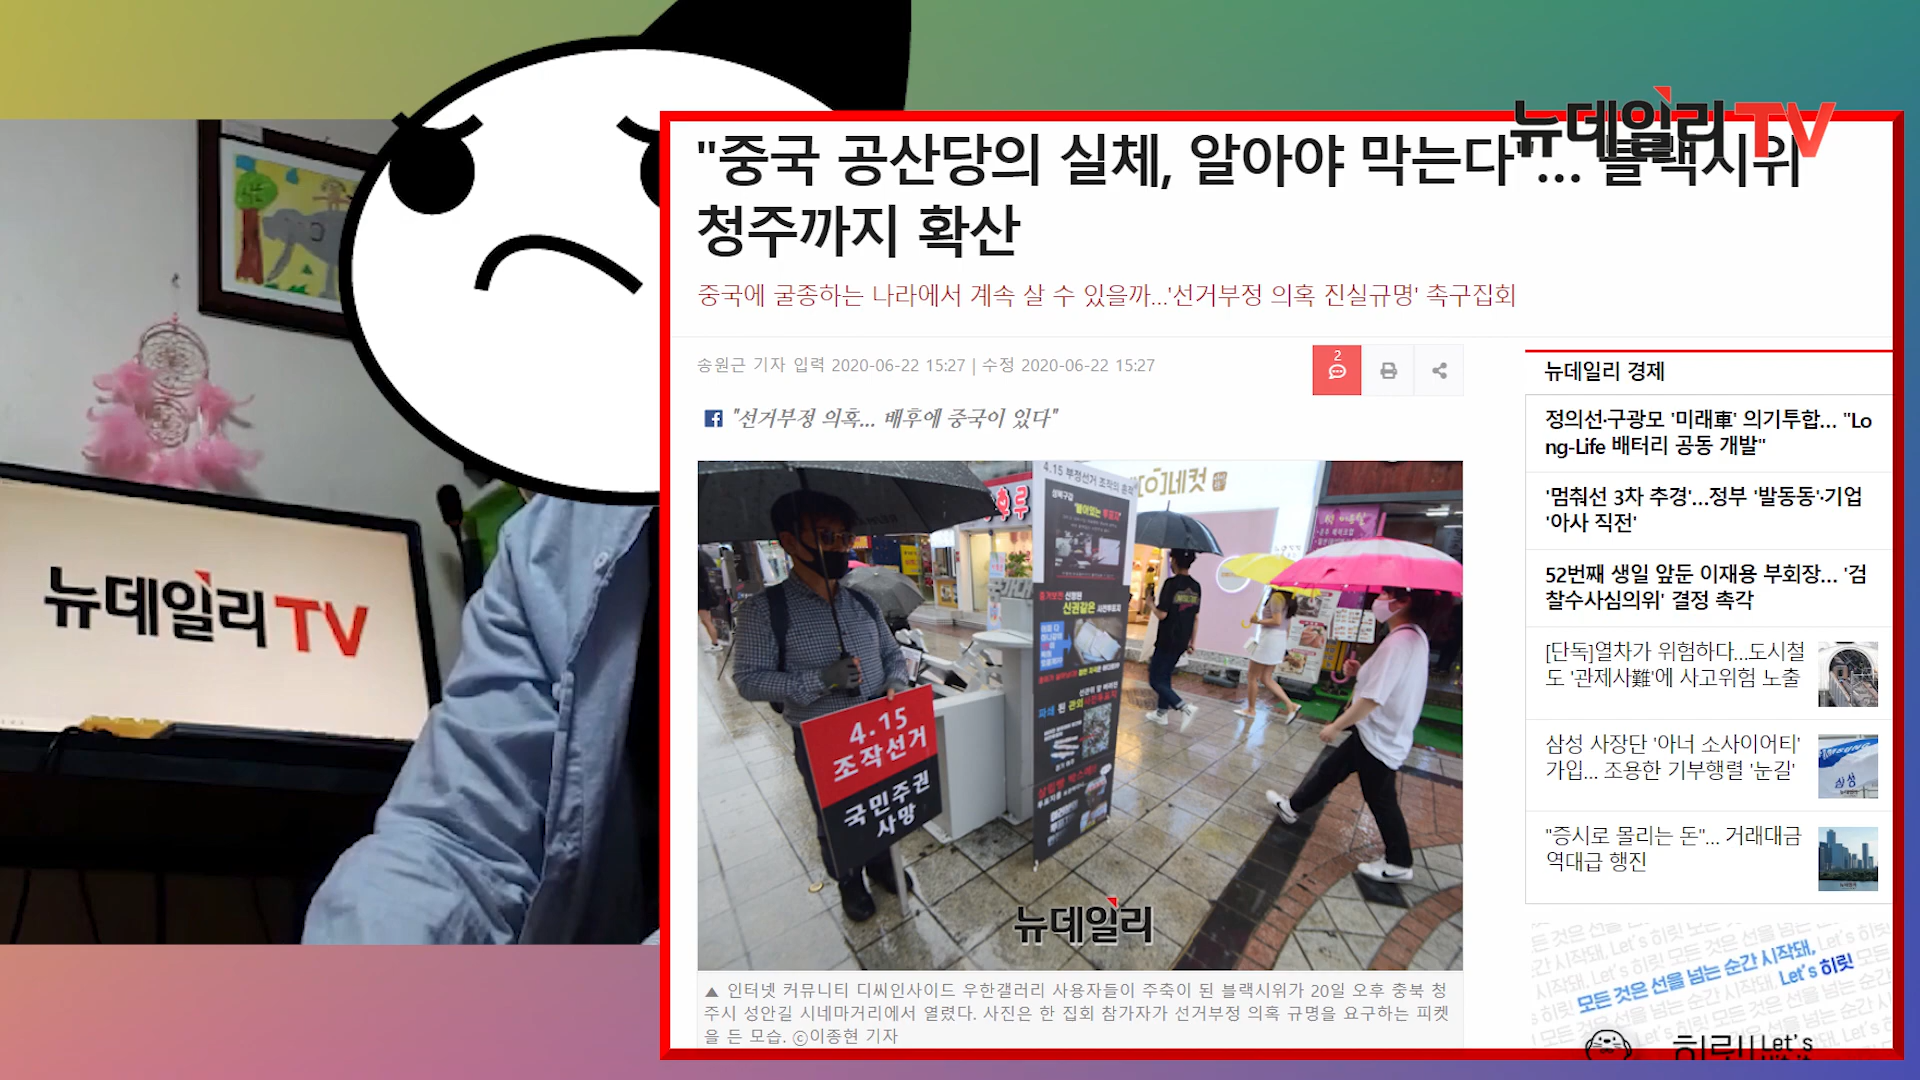 뉴데일리 TV
"중국 공산당의 실체, 알아야 막는다"... 블랙시위
청주까지 확산
중국에 굴종하는 나라에서 계속 살 수 있을까...'선거부정 의혹 진실규명' 촉구집회
송원근 기자 입력 2020-06-22 15:27 | 수정 2020-06-22 15:27
2
"선거부정 의혹... 배후에 중국이 있다"
뉴데일리 TV
4.15 부정선거 조작의 흔적
4.15
조작선거
국민주권
사망
뉴데일리
▲ 인터넷 커뮤니티 디씨인사이드 우한갤러리 사용자들이 주축이 된 블랙시위가 20일 오후 충북 청
주시 성안길 시네마거리에서 열렸다. 사진은 한 집회 참가자가 선거부정 의혹 규명을 요구하는 피켓
을 든 모습. ⓒ이종현 기자
뉴데일리 경제
정의선·구광모 '미래車' 의기투합... "Lo
ng-Life 배터리 공동 개발"
'멈춰선 3차 추경'...정부 '발동동'·기업
'아사 직전'
52번째 생일 앞둔 이재용 부회장... '검
찰수사심의위' 결정 촉각
[단독]열차가 위험하다...도시철
도 '관제사難'에 사고위험 노출
삼성 사장단 '아너 소사이어티'
가입... 조용한 기부행렬 '눈길'
"증시로 몰리는 돈"... 거래대금
역대급 행진
모든 것은 선을 넘는 순간 시작돼,
Let's 히릿